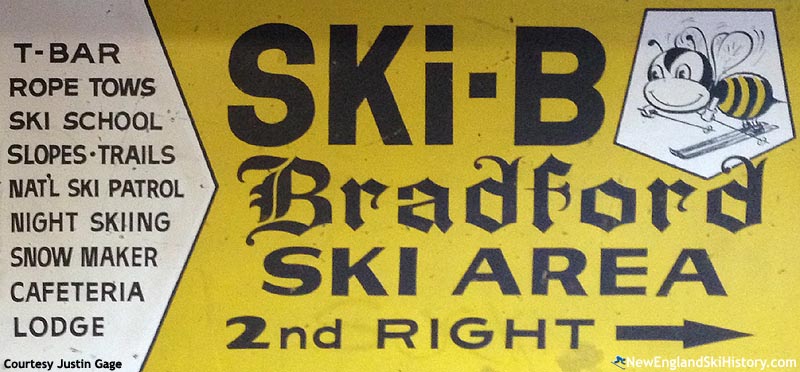 T-BAR
ROPE TOWS
SKI SCHOOL
SLOPES·TRAILS
NAT'L SKI PATROL
NIGHT SKIING
SNOW MAKER
CAFETERIA
LODGE
SKi-B
Bradford
SKI AREA
2nd RIGHT
Courtesy Justin Gage
NewEnglandSkiHistory.com